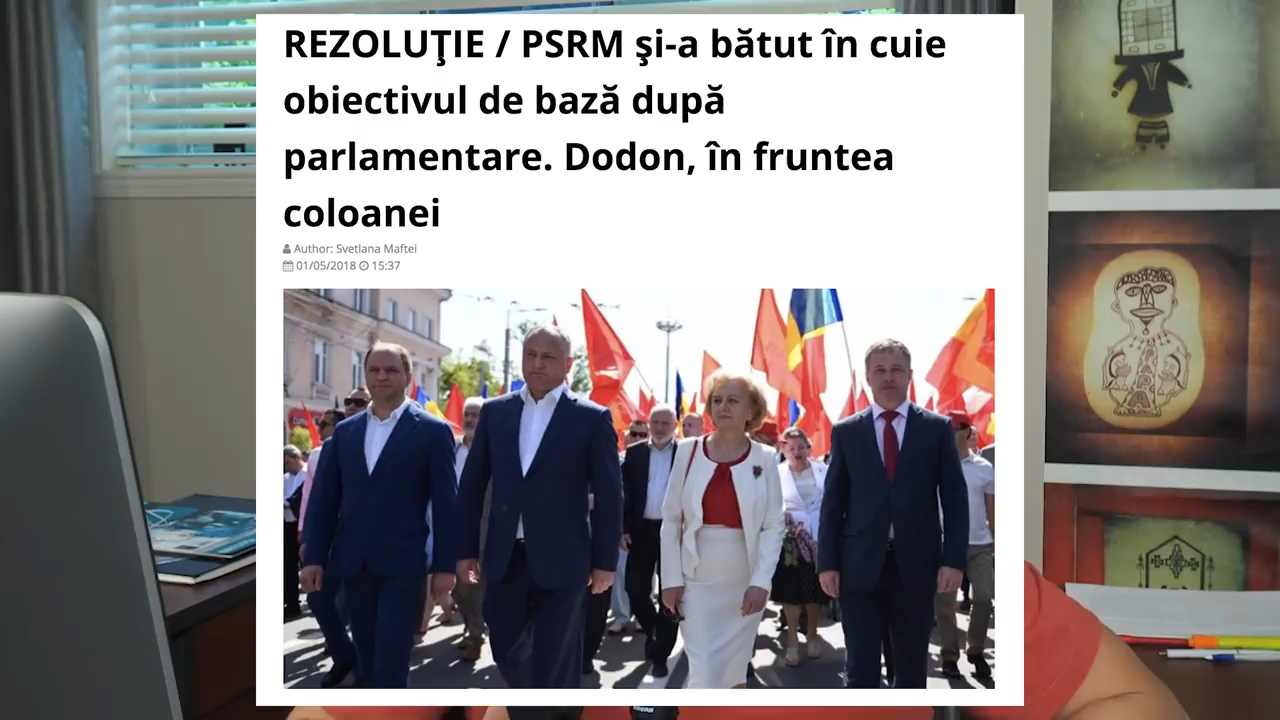 REZOLUŢIE / PSRM şi-a bătut în cuie
obiectivul de bază după
parlamentare. Dodon, în fruntea
coloanei
Author: Svetlana Maftei
01/05/2018 15:37